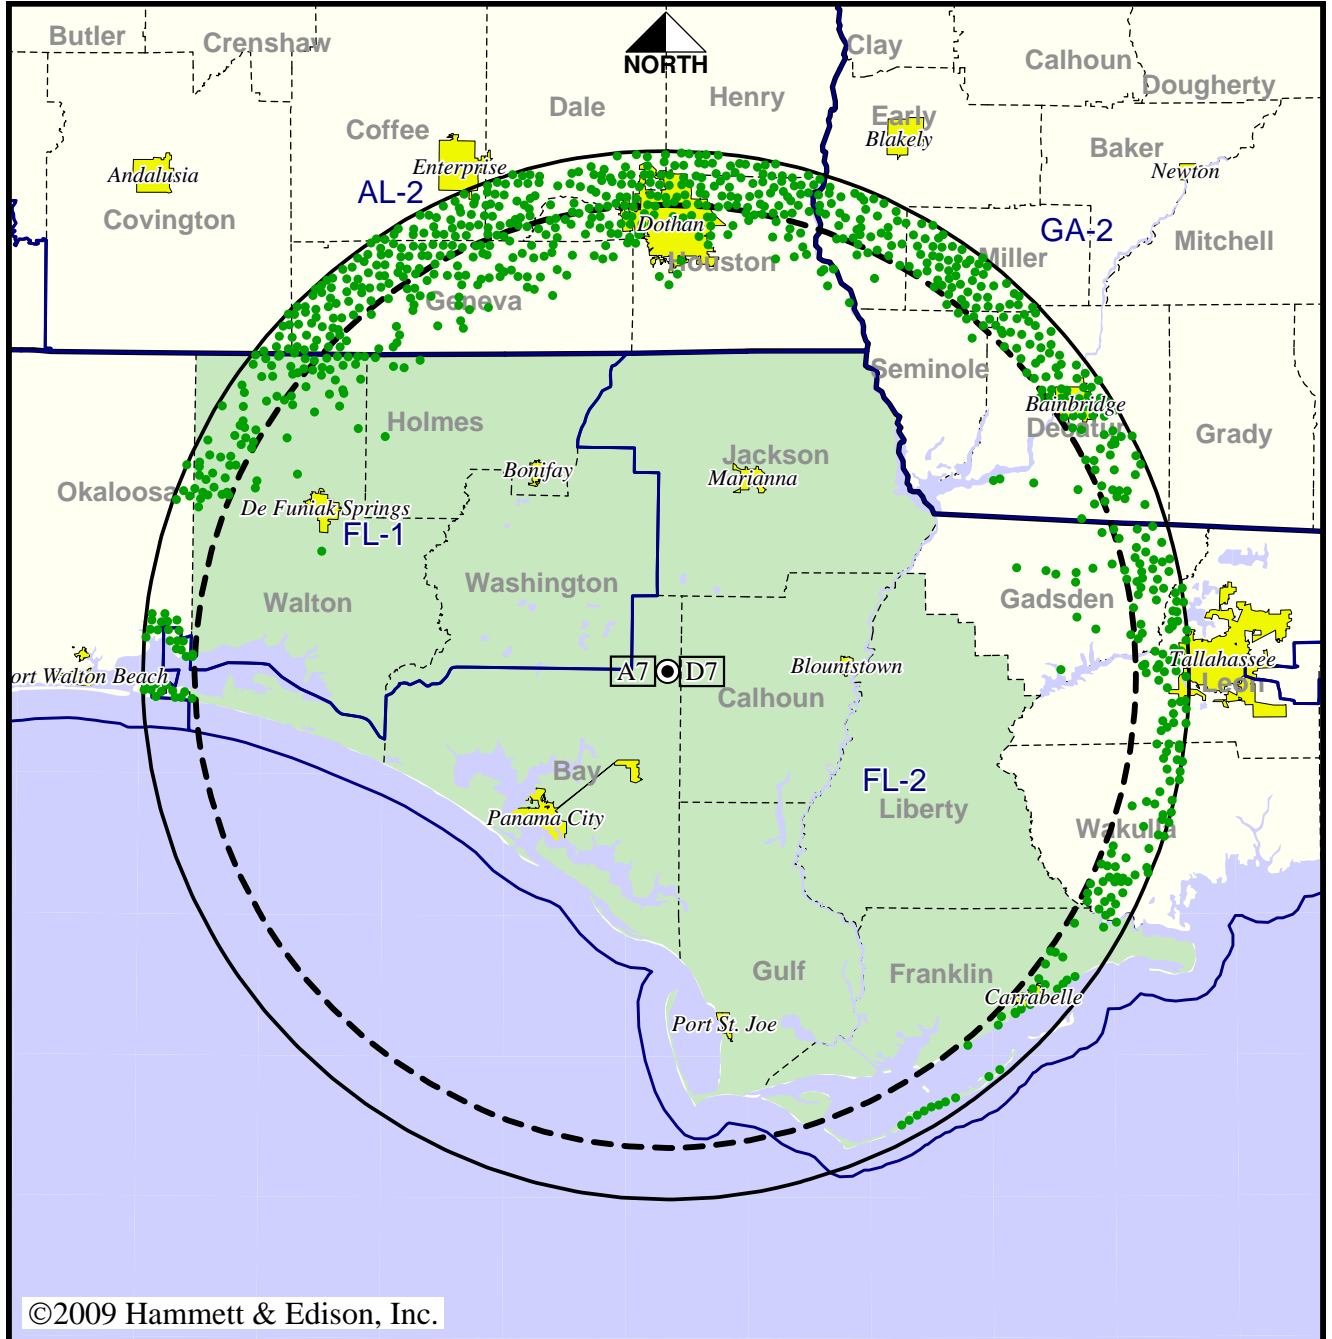 Butler
Crenshaw
Clay
Calhoun
NORTH
Dougherty
Henry
Dale
Early
Coffee
Blakely
Baker
Enterprise
Newton
Andalusia
AL-2
Covington
Dothan
GA-2
Mitchell
Houston
Miller
Geneva
Seminole
Bainbridge
Holmes
Decatur
Grady
Jackson
Bonifay
Marianna
Okaloosa
De Funiak Springs
FL-1
Washington
Walton
Gadsden
Tallahassee
Blountstown
A7 D7
ort Walton Beach
Leon
Calhoun
Bay
FL-2
Liberty
Panama City
Wakulla
Gulf
Franklin
Carrabelle
Port St. Joe
©2009 Hammett & Edison, Inc.